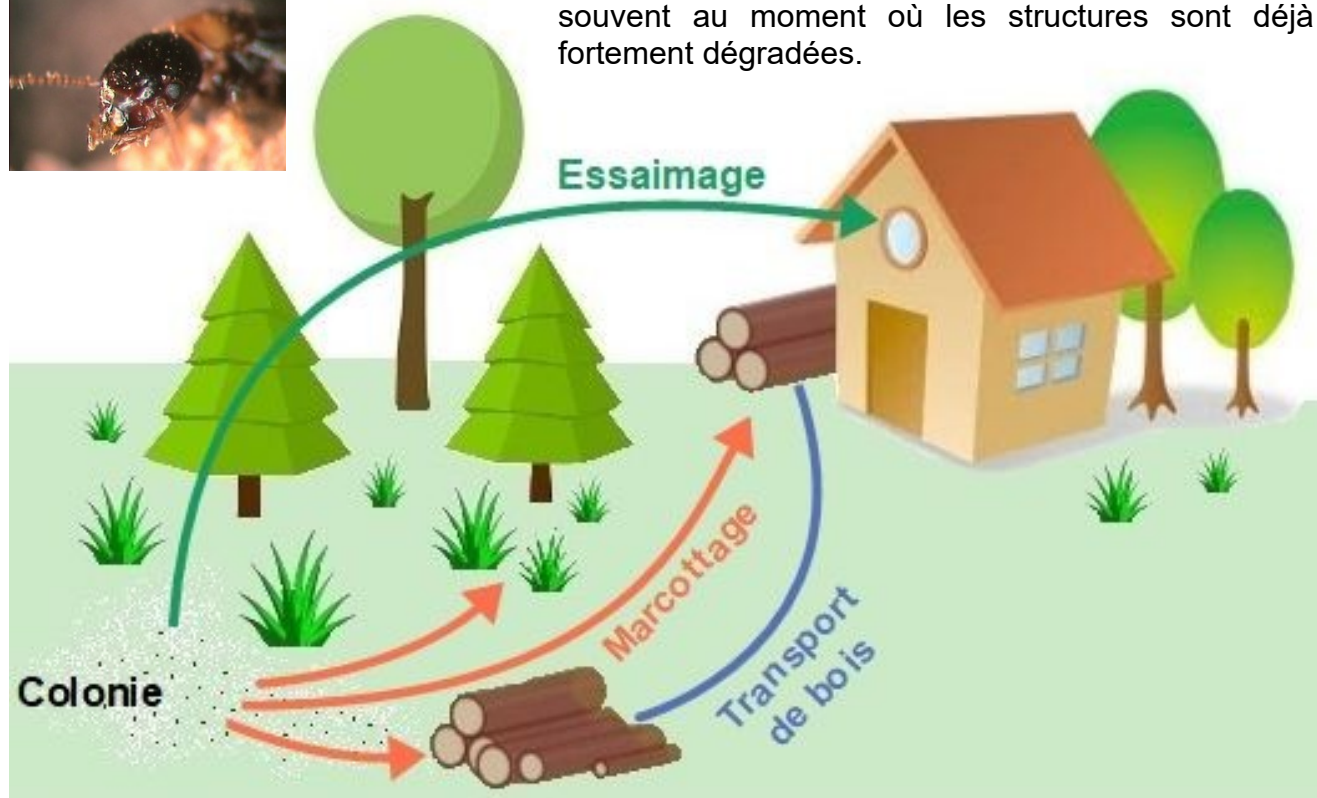 souvent au moment où les structures sont déjà
fortement dégradées.
Essaimage
Marcottage
Transport
de bois
Colonie